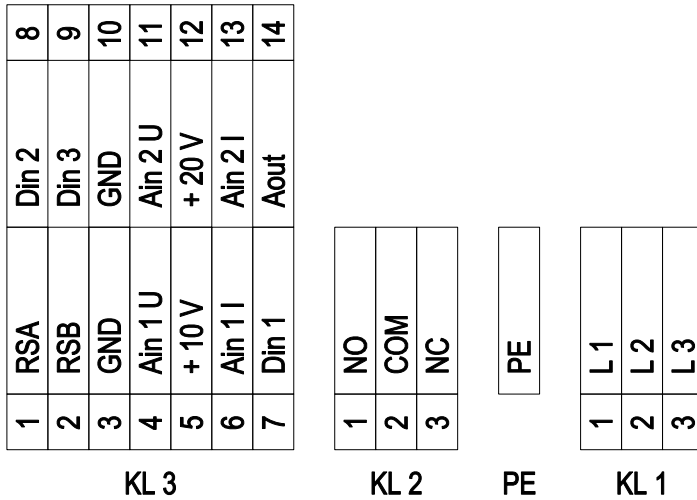 8 9 10 11 12 13 14
Din 2 Din 3 GND Ain 2 U + 20 V Ain 2 I Aout
RSA RSB GND Ain 1 U + 10 V Ain 1 I Din 1
1 2 3 4 5 6 7
KL 3
NO COM NC
1 2 3
KL 2
PE
PE
L 1 L 2 L 3
1 2 3
KL 1